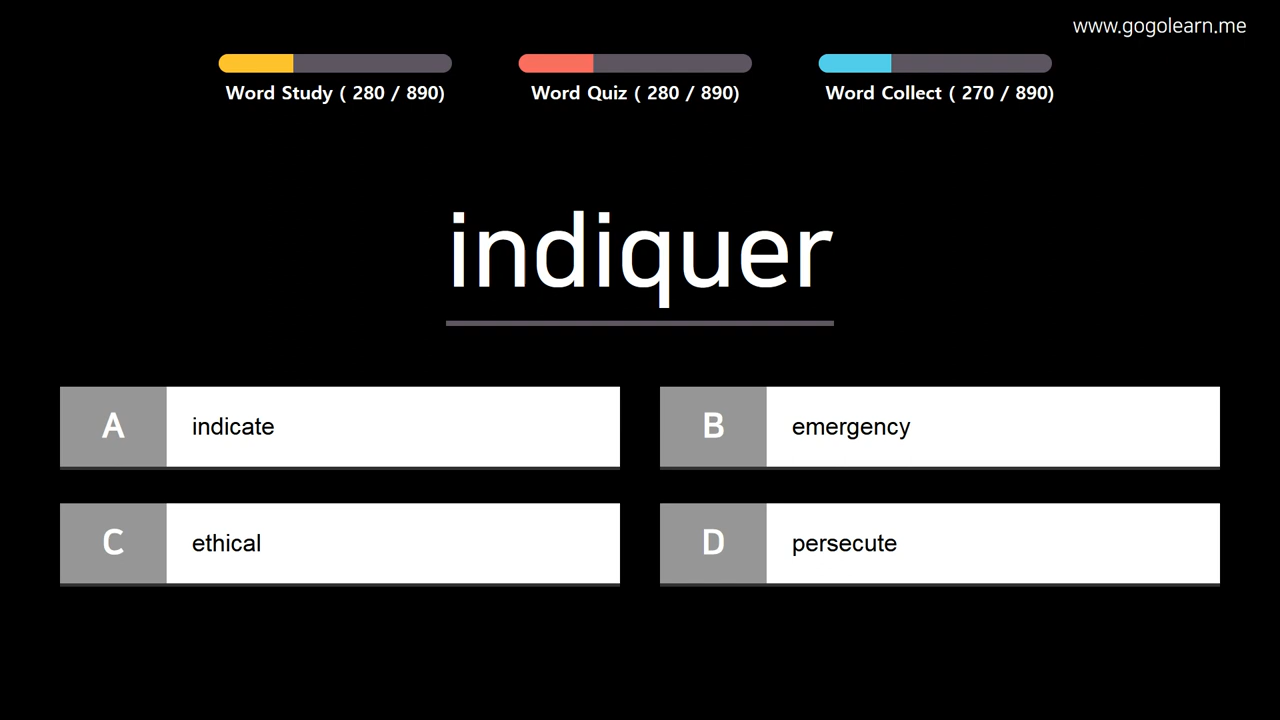 www.gogolearn.me
Word Study ( 280 / 890)
Word Quiz ( 280 / 890)
Word Collect ( 270 / 890)
indiquer
A indicate
B emergency
C ethical
D persecute